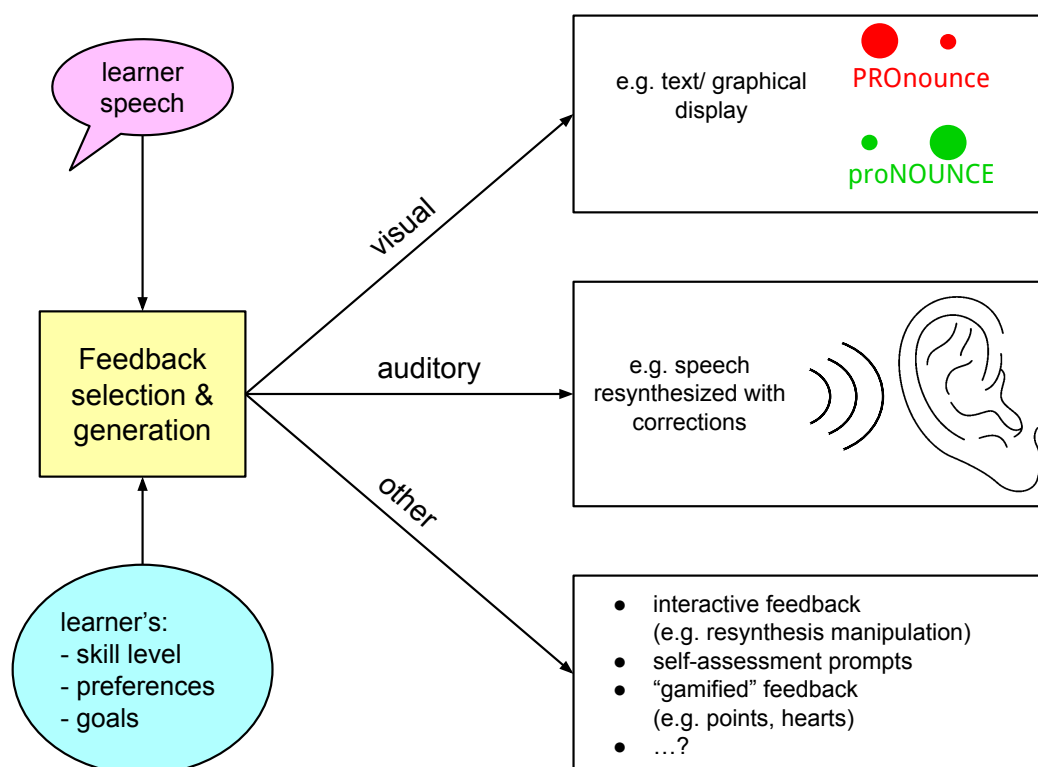 learner
speech
Feedback
selection &
generation
learner's:
- skill level
- preferences
- goals
visual
auditory
other
e.g. text/ graphical
display
PROnounce
proNOUNCE
e.g. speech
resynthesized with
corrections
● interactive feedback
(e.g. resynthesis manipulation)
● self-assessment prompts
● “gamified” feedback
(e.g. points, hearts)
● …?